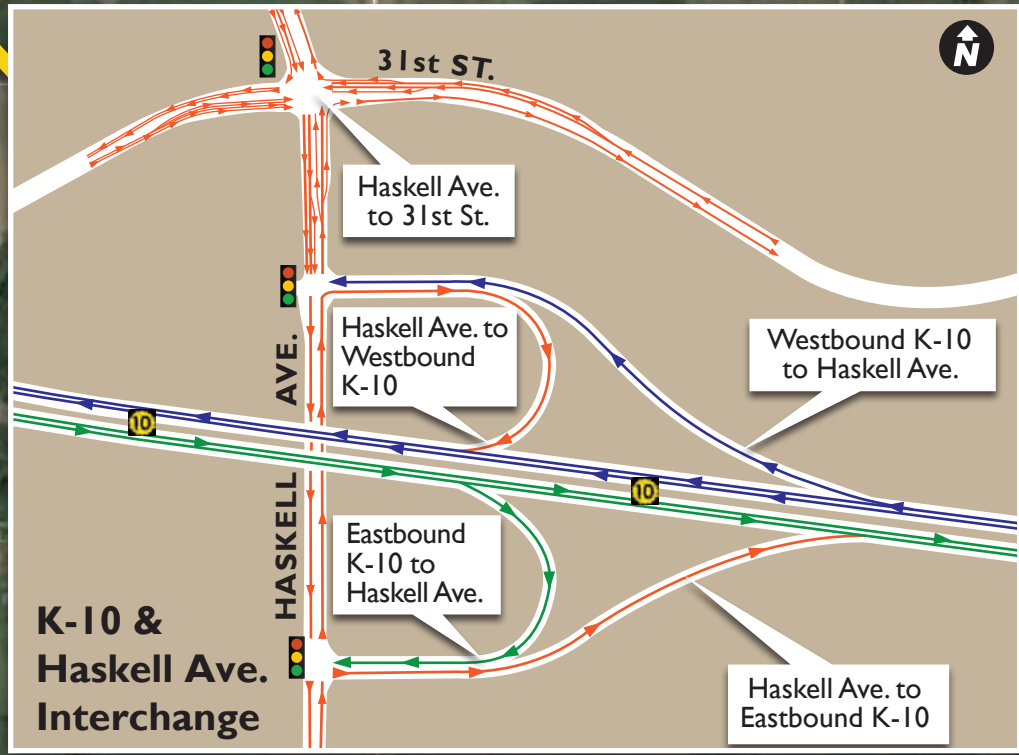 31st ST.
N
Haskell Ave.
to 31st St.
Haskell Ave. to
Westbound
K-10
Westbound K-10
to Haskell Ave.
HASKELL AVE.
10
10
Eastbound
K-10 to
Haskell Ave.
Haskell Ave. to
Eastbound K-10
K-10 &
Haskell Ave.
Interchange